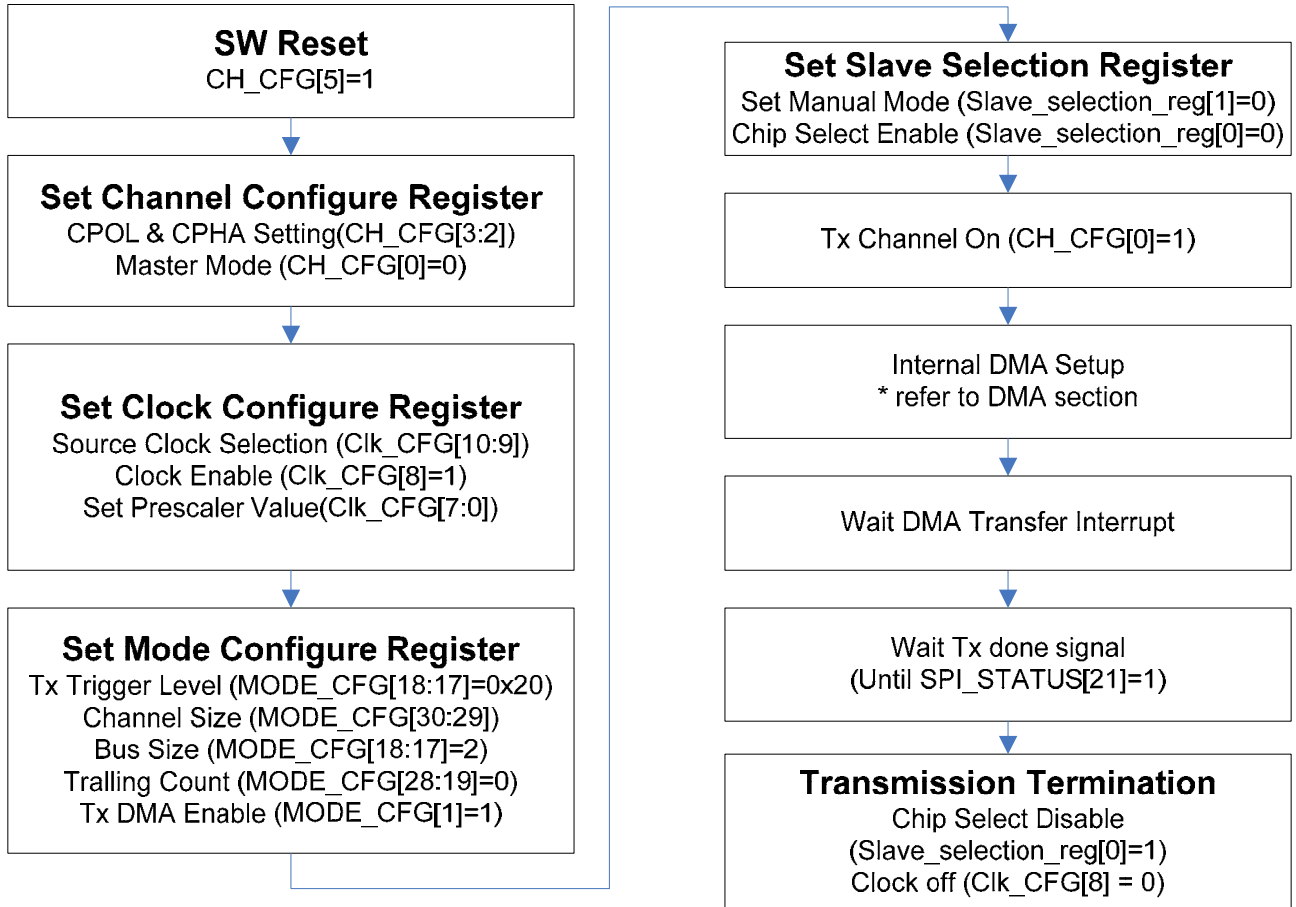 SW Reset
CH_CFG[5]=1
Set Channel Configure Register
CPOL & CPHA Setting(CH_CFG[3:2])
Master Mode (CH_CFG[0]=0)
Set Clock Configure Register
Source Clock Selection (Clk_CFG[10:9])
Clock Enable (Clk_CFG[8]=1)
Set Prescaler Value(Clk_CFG[7:0])
Set Mode Configure Register
Tx Trigger Level (MODE_CFG[18:17]=0x20)
Channel Size (MODE_CFG[30:29])
Bus Size (MODE_CFG[18:17]=2)
Tralling Count (MODE_CFG[28:19]=0)
Tx DMA Enable (MODE_CFG[1]=1)
Set Slave Selection Register
Set Manual Mode (Slave_selection_reg[1]=0)
Chip Select Enable (Slave_selection_reg[0]=0)
Tx Channel On (CH_CFG[0]=1)
Internal DMA Setup
* refer to DMA section
Wait DMA Transfer Interrupt
Wait Tx done signal
(Until SPI_STATUS[21]=1)
Transmission Termination
Chip Select Disable
(Slave_selection_reg[0]=1)
Clock off (Clk_CFG[8] = 0)